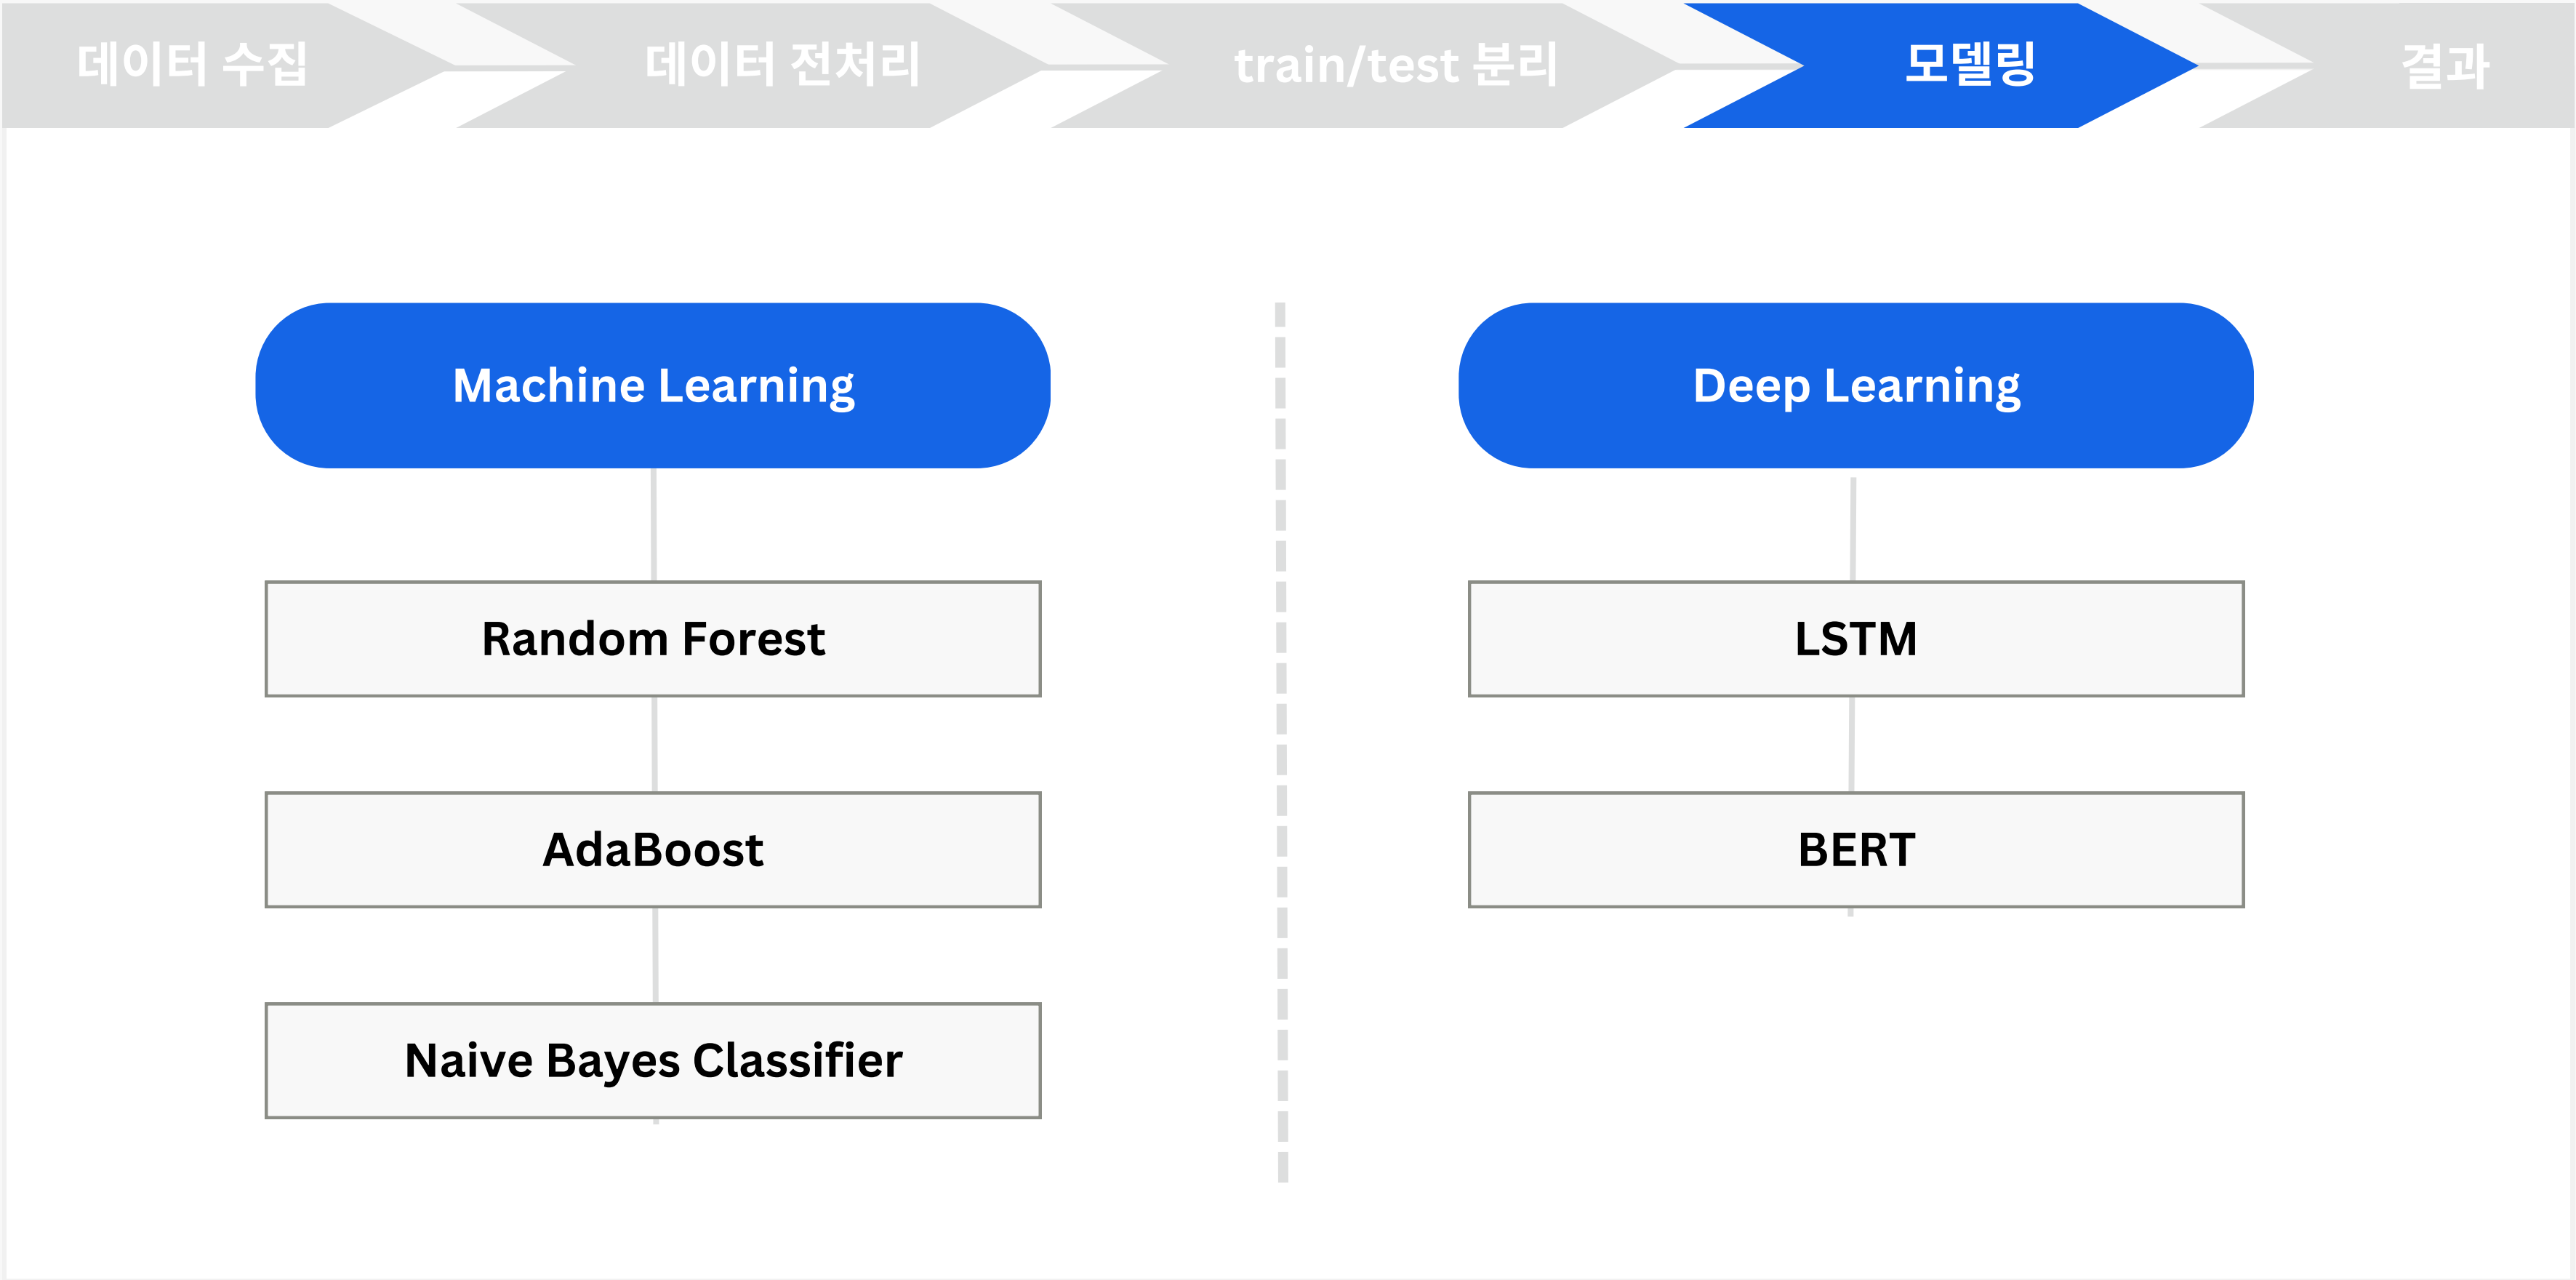 데이터 수집
데이터 전처리
train/test 분리
모델링
결과
Machine Learning
Random Forest
AdaBoost
Naive Bayes Classifier
Deep Learning
LSTM
BERT